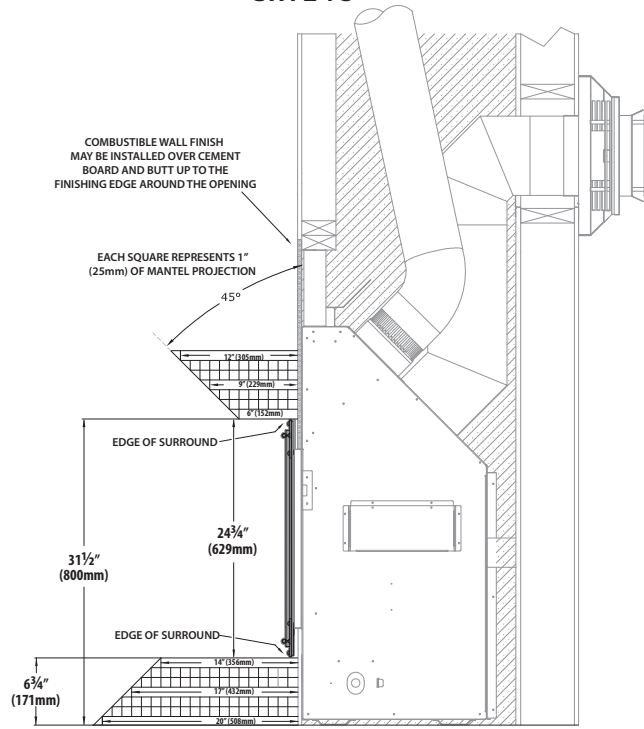 COMBUSTIBLE WALL FINISH
MAY BE INSTALLED OVER CEMENT
BOARD AND BUTT UP TO THE
FINISHING EDGE AROUND THE OPENING
EACH SQUARE REPRESENTS 1"
(25mm) OF MANTEL PROJECTION
45°
12" (305mm)
9" (229mm)
6" (152mm)
EDGE OF SURROUND
24¾"
(629mm)
31½"
(800mm)
EDGE OF SURROUND
14" (356mm)
6¾"
(171mm)
17" (432mm)
20" (508mm)